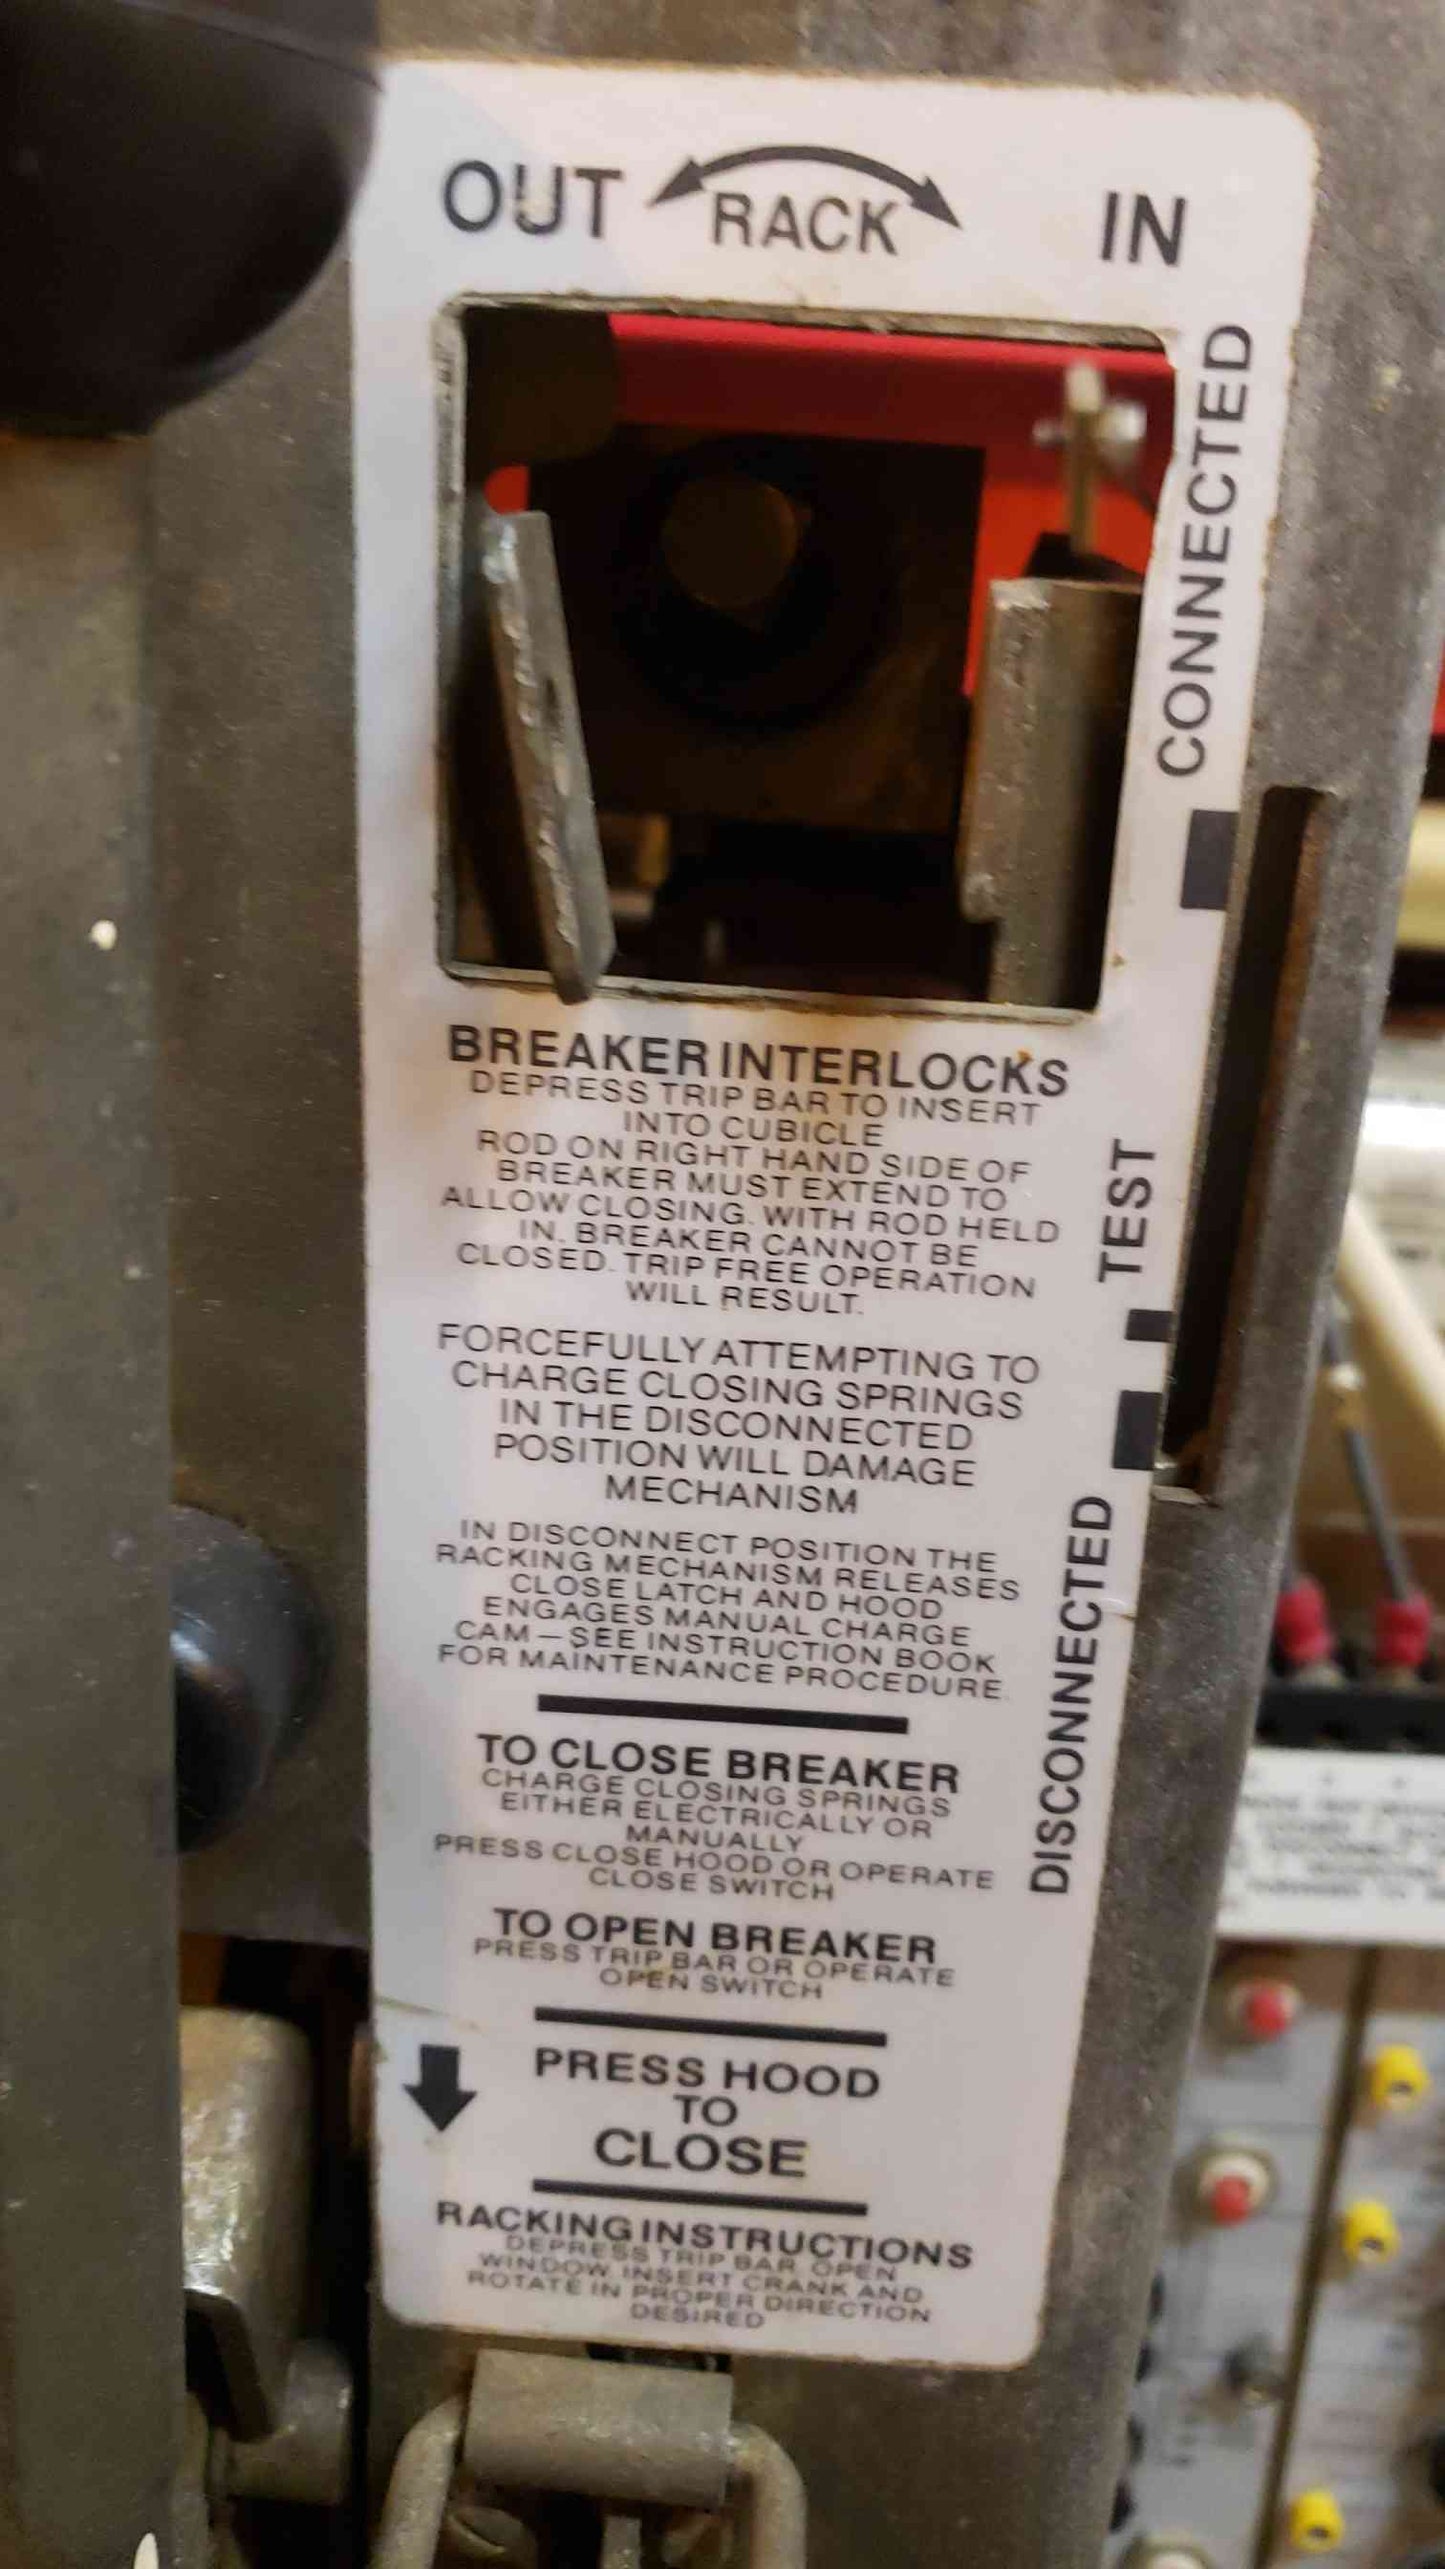 OUT RACK IN
CONNECTED
BREAKER INTERLOCKS
DEPRESS TRIP BAR TO INSERT
INTO CUBICLE
ROD ON RIGHT HAND SIDE OF
BREAKER MUST EXTEND TO
ALLOW CLOSING. WITH ROD HELD
IN. BREAKER CANNOT BE
CLOSED. TRIP FREE OPERATION
WILL RESULT.
TEST
FORCEFULLY ATTEMPTING TO
CHARGE CLOSING SPRINGS
IN THE DISCONNECTED
POSITION WILL DAMAGE
MECHANISM
IN DISCONNECT POSITION THE
RACKING MECHANISM RELEASES
CLOSE LATCH AND HOOD
ENGAGES MANUAL CHARGE
CAM—SEE INSTRUCTION BOOK
FOR MAINTENANCE PROCEDURE.
DISCONNECTED
TO CLOSE BREAKER
CHARGE CLOSING SPRINGS
EITHER ELECTRICALLY OR
MANUALLY
PRESS CLOSE HOOD OR OPERATE
CLOSE SWITCH
TO OPEN BREAKER
PRESS TRIP BAR OR OPERATE
OPEN SWITCH
PRESS HOOD
TO
CLOSE
RACKING INSTRUCTIONS
DEPRESS TRIP BAR, OPEN
WINDOW, INSERT CRANK AND
ROTATE IN PROPER DIRECTION
DESIRED